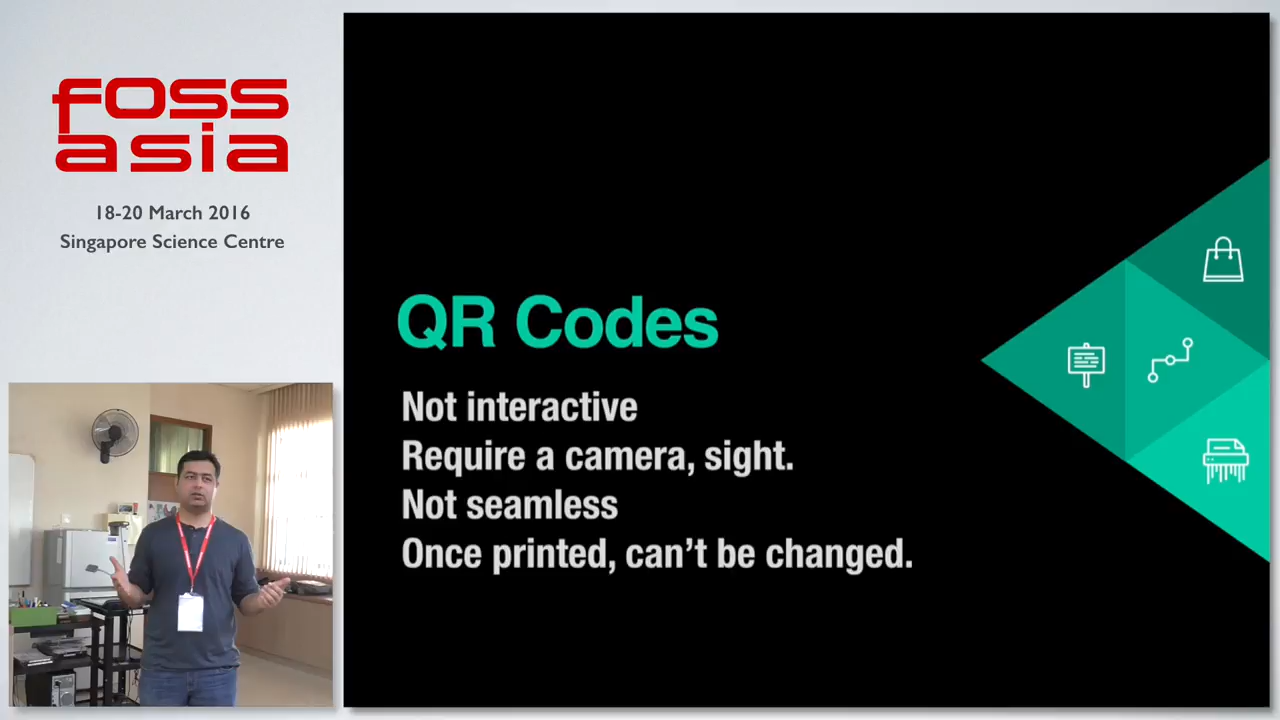 foss
asia
18-20 March 2016
Singapore Science Centre
QR Codes
Not interactive
Require a camera, sight.
Not seamless
Once printed, can’t be changed.